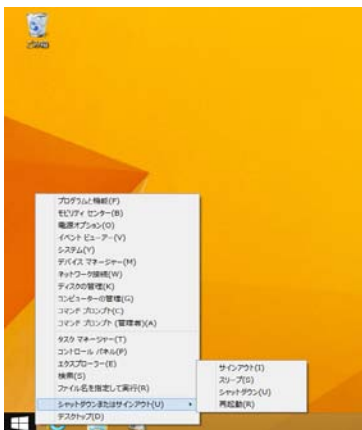 ごみ箱
プログラムと機能(F)
モビリティ センター(B)
電源オプション(O)
イベント ビューアー(V)
システム(Y)
デバイス マネージャー(M)
ネットワーク接続(W)
ディスクの管理(K)
コンピューターの管理(G)
コマンド プロンプト(C)
コマンド プロンプト (管理者)(A)
タスク マネージャー(T)
コントロール パネル(P)
エクスプローラー(E)
検索(S)
ファイル名を指定して実行(R)
シャットダウンまたはサインアウト(U)
デスクトップ(D)
サインアウト(I)
スリープ(S)
シャットダウン(U)
再起動(R)